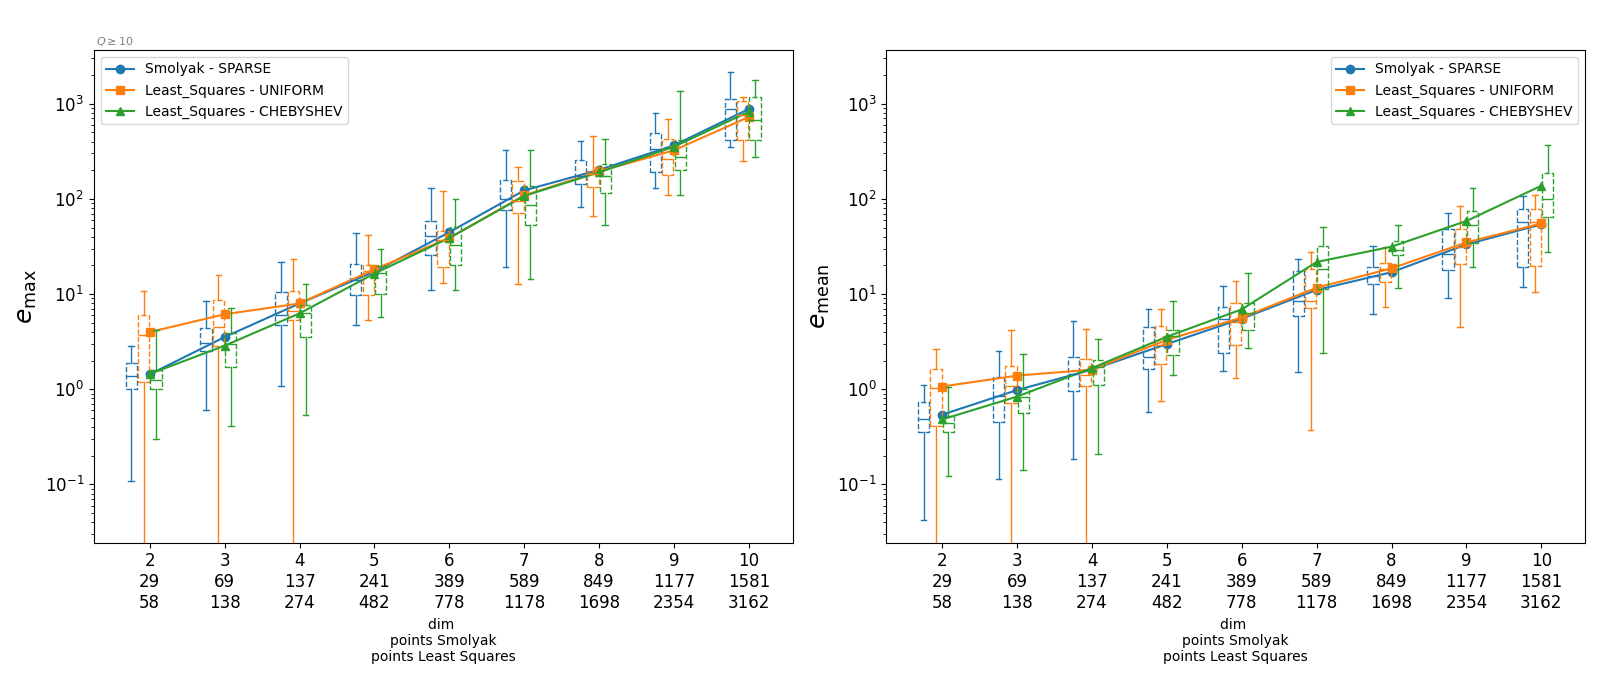 Q ≥ 10
Smolyak - SPARSE
Least_Squares - UNIFORM
Least_Squares - CHEBYSHEV
10³
10²
10¹
10⁰
10⁻¹
e_max
2 3 4 5 6 7 8 9 10
29 69 137 241 389 589 849 1177 1581
58 138 274 482 778 1178 1698 2354 3162
dim
points Smolyak
points Least Squares
Smolyak - SPARSE
Least_Squares - UNIFORM
Least_Squares - CHEBYSHEV
10³
10²
10¹
10⁰
10⁻¹
e_mean
2 3 4 5 6 7 8 9 10
29 69 137 241 389 589 849 1177 1581
58 138 274 482 778 1178 1698 2354 3162
dim
points Smolyak
points Least Squares